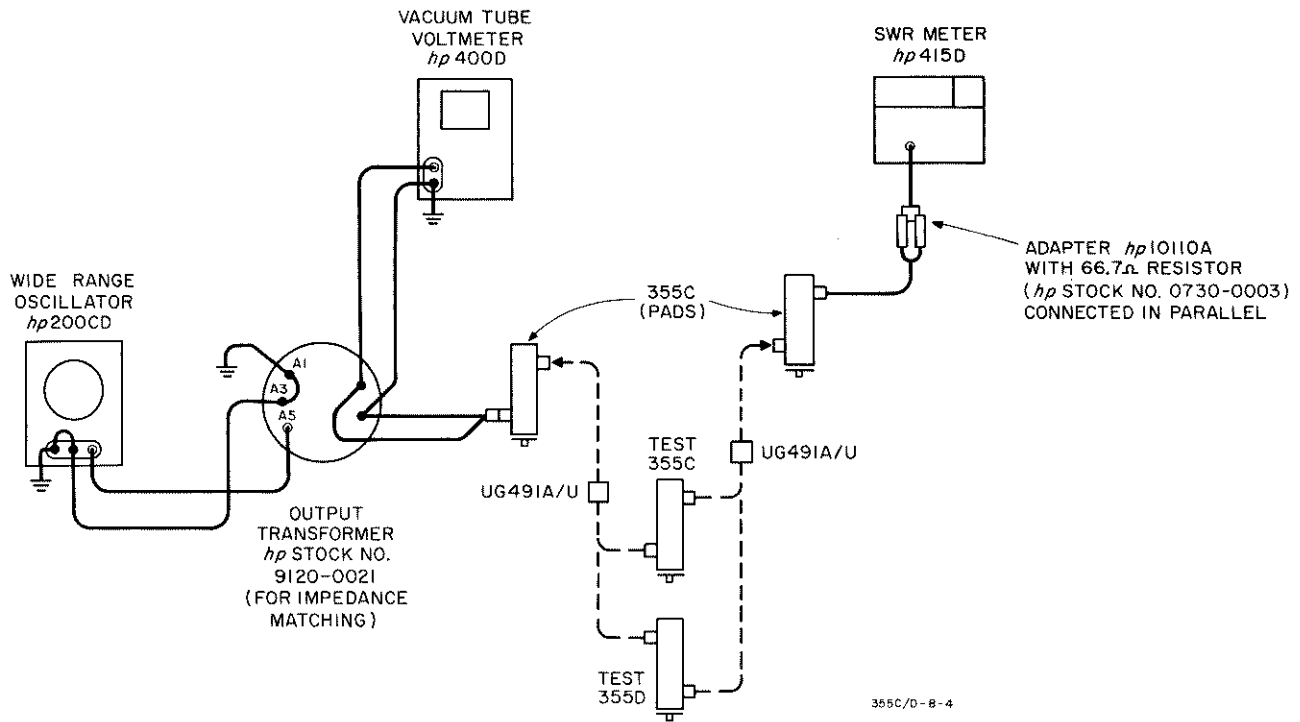 VACUUM TUBE
VOLTMETER
hp 400D
SWR METER
hp 415D
ADAPTER hp 10110A
WITH 66.7Ω RESISTOR
(hp STOCK NO. 0730-0003)
CONNECTED IN PARALLEL
355C
(PADS)
WIDE RANGE
OSCILLATOR
hp 200CD
A1
A3
A5
OUTPUT
TRANSFORMER
hp STOCK NO.
9120-0021
(FOR IMPEDANCE
MATCHING)
UG491A/U
TEST
355C
UG491A/U
TEST
355D
355C/D-8-4